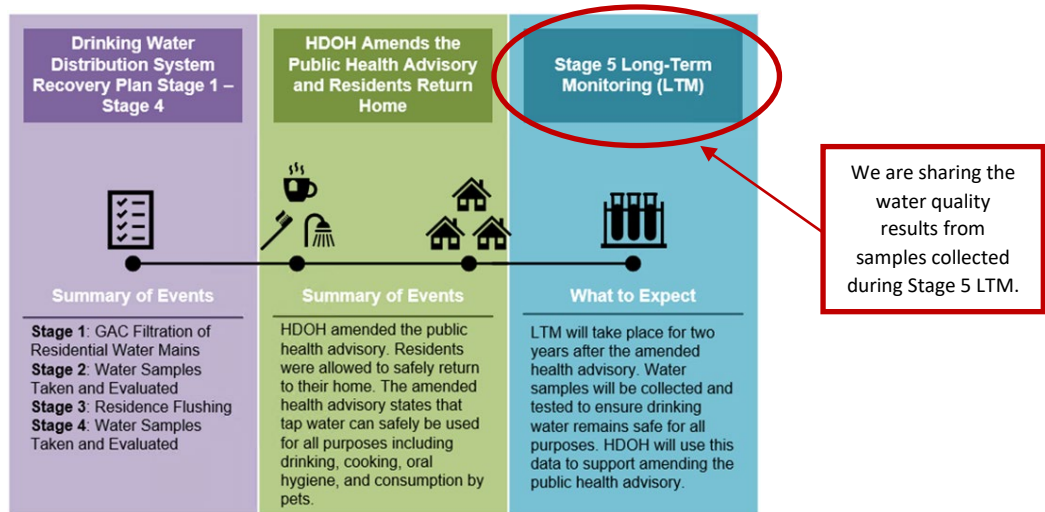 Drinking Water
Distribution System
Recovery Plan Stage 1 –
Stage 4
Summary of Events
Stage 1: GAC Filtration of
Residential Water Mains
Stage 2: Water Samples
Taken and Evaluated
Stage 3: Residence Flushing
Stage 4: Water Samples
Taken and Evaluated
HDOH Amends the
Public Health Advisory
and Residents Return
Home
Summary of Events
HDOH amended the public
health advisory. Residents
were allowed to safely return
to their home. The amended
health advisory states that
tap water can safely be used
for all purposes including
drinking, cooking, oral
hygiene, and consumption by
pets.
Stage 5 Long-Term
Monitoring (LTM)
What to Expect
LTM will take place for two
years after the amended
health advisory. Water
samples will be collected and
tested to ensure drinking
water remains safe for all
purposes. HDOH will use this
data to support amending the
public health advisory.
We are sharing the
water quality
results from
samples collected
during Stage 5 LTM.